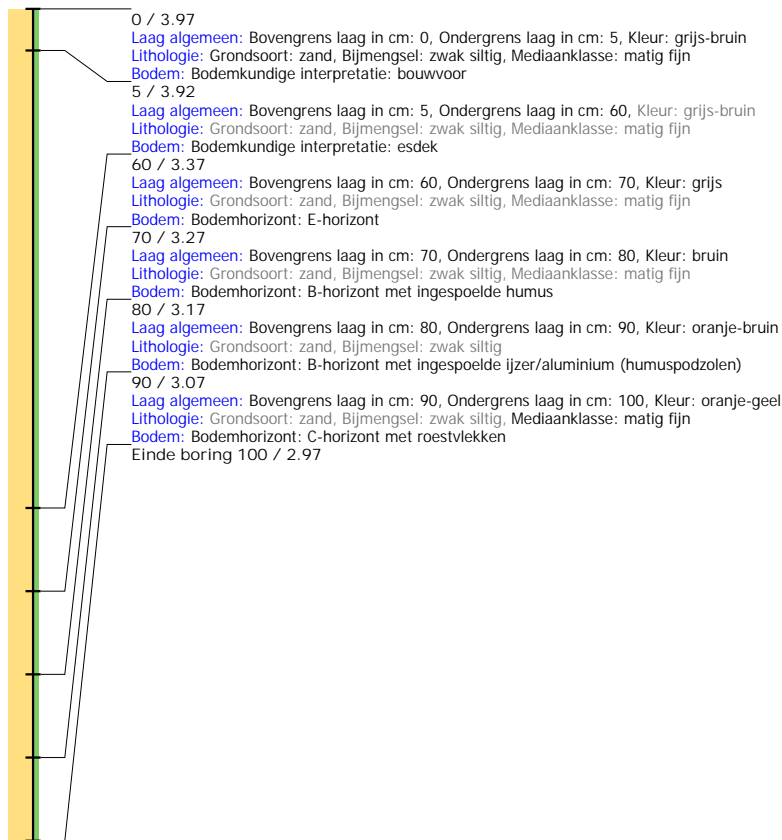 0 / 3.97
Laag algemeen: Bovengrens laag in cm: 0, Ondergrens laag in cm: 5, Kleur: grijs-bruin
Lithologie: Grondsoort: zand, Bijmengsel: zwak siltig, Mediaanklasse: matig fijn
Bodem: Bodemkundige interpretatie: bouwvoor
5 / 3.92
Laag algemeen: Bovengrens laag in cm: 5, Ondergrens laag in cm: 60, Kleur: grijs-bruin
Lithologie: Grondsoort: zand, Bijmengsel: zwak siltig, Mediaanklasse: matig fijn
Bodem: Bodemkundige interpretatie: esdek
60 / 3.37
Laag algemeen: Bovengrens laag in cm: 60, Ondergrens laag in cm: 70, Kleur: grijs
Lithologie: Grondsoort: zand, Bijmengsel: zwak siltig, Mediaanklasse: matig fijn
Bodem: Bodemhorizont: E-horizont
70 / 3.27
Laag algemeen: Bovengrens laag in cm: 70, Ondergrens laag in cm: 80, Kleur: bruin
Lithologie: Grondsoort: zand, Bijmengsel: zwak siltig, Mediaanklasse: matig fijn
Bodem: Bodemhorizont: B-horizont met ingespoelde humus
80 / 3.17
Laag algemeen: Bovengrens laag in cm: 80, Ondergrens laag in cm: 90, Kleur: oranje-bruin
Lithologie: Grondsoort: zand, Bijmengsel: zwak siltig
Bodem: Bodemhorizont: B-horizont met ingespoelde ijzer/aluminium (humuspodzolen)
90 / 3.07
Laag algemeen: Bovengrens laag in cm: 90, Ondergrens laag in cm: 100, Kleur: oranje-geel
Lithologie: Grondsoort: zand, Bijmengsel: zwak siltig, Mediaanklasse: matig fijn
Bodem: Bodemhorizont: C-horizont met roestvlekken
Einde boring 100 / 2.97